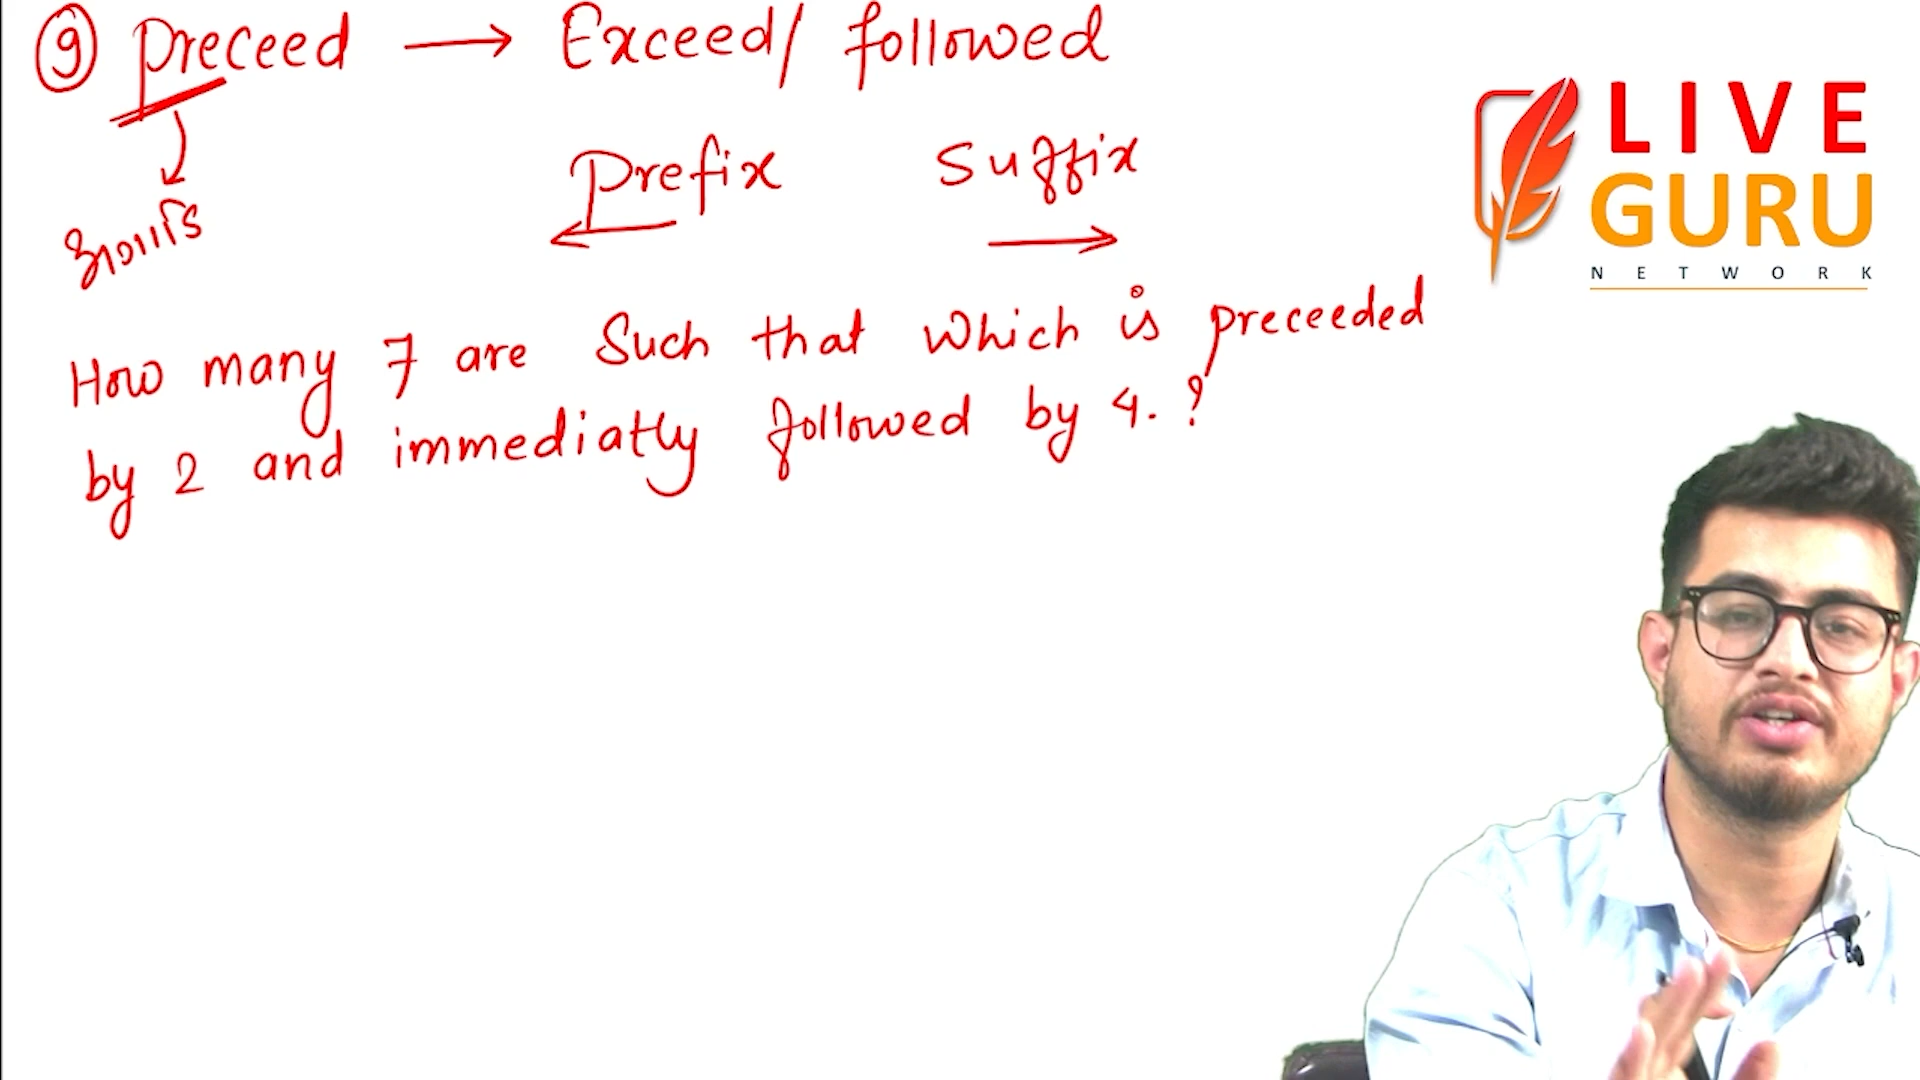 9 Preceed → Exceed/ followed
Prefix Suffix
How many 7 are Such that which is preceeded
by 2 and immediatly followed by 4. ?
LIVE
GURU
NETWORK